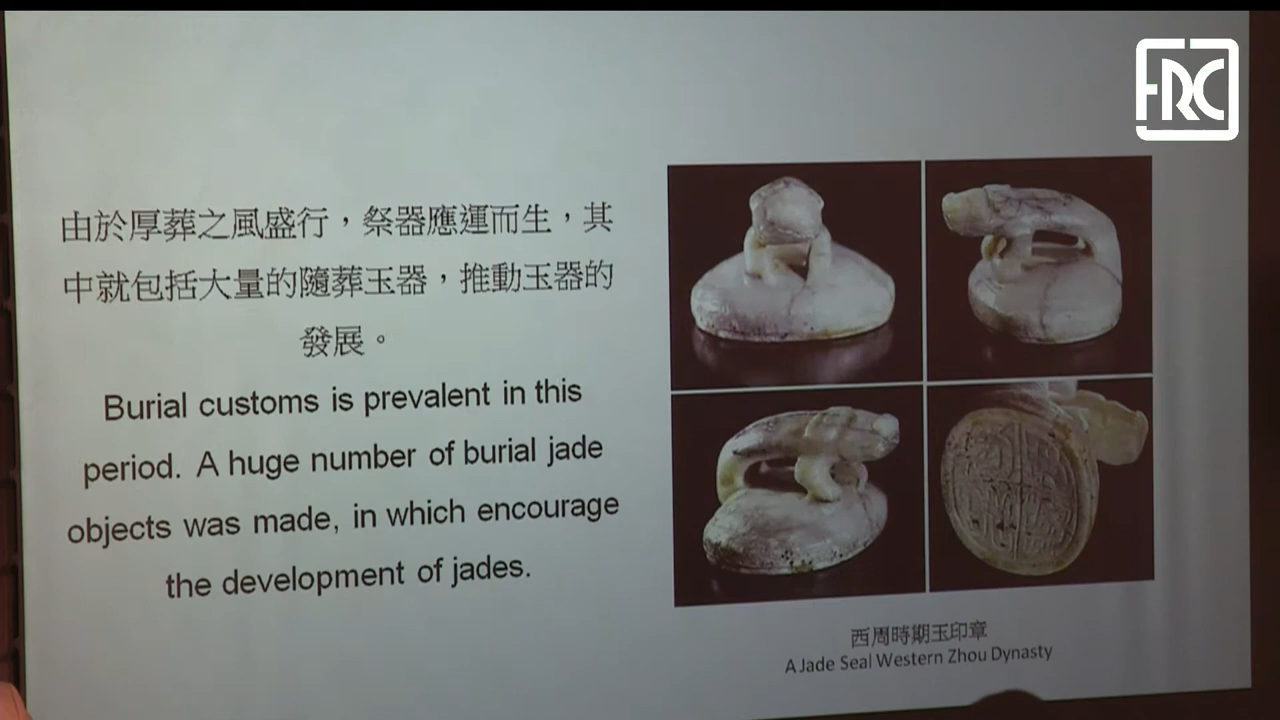 FRC
由於厚葬之風盛行，祭器應運而生，其
中就包括大量的隨葬玉器，推動玉器的
發展。
Burial customs is prevalent in this
period. A huge number of burial jade
objects was made, in which encourage
the development of jades.
西周時期玉印章
A Jade Seal Western Zhou Dynasty